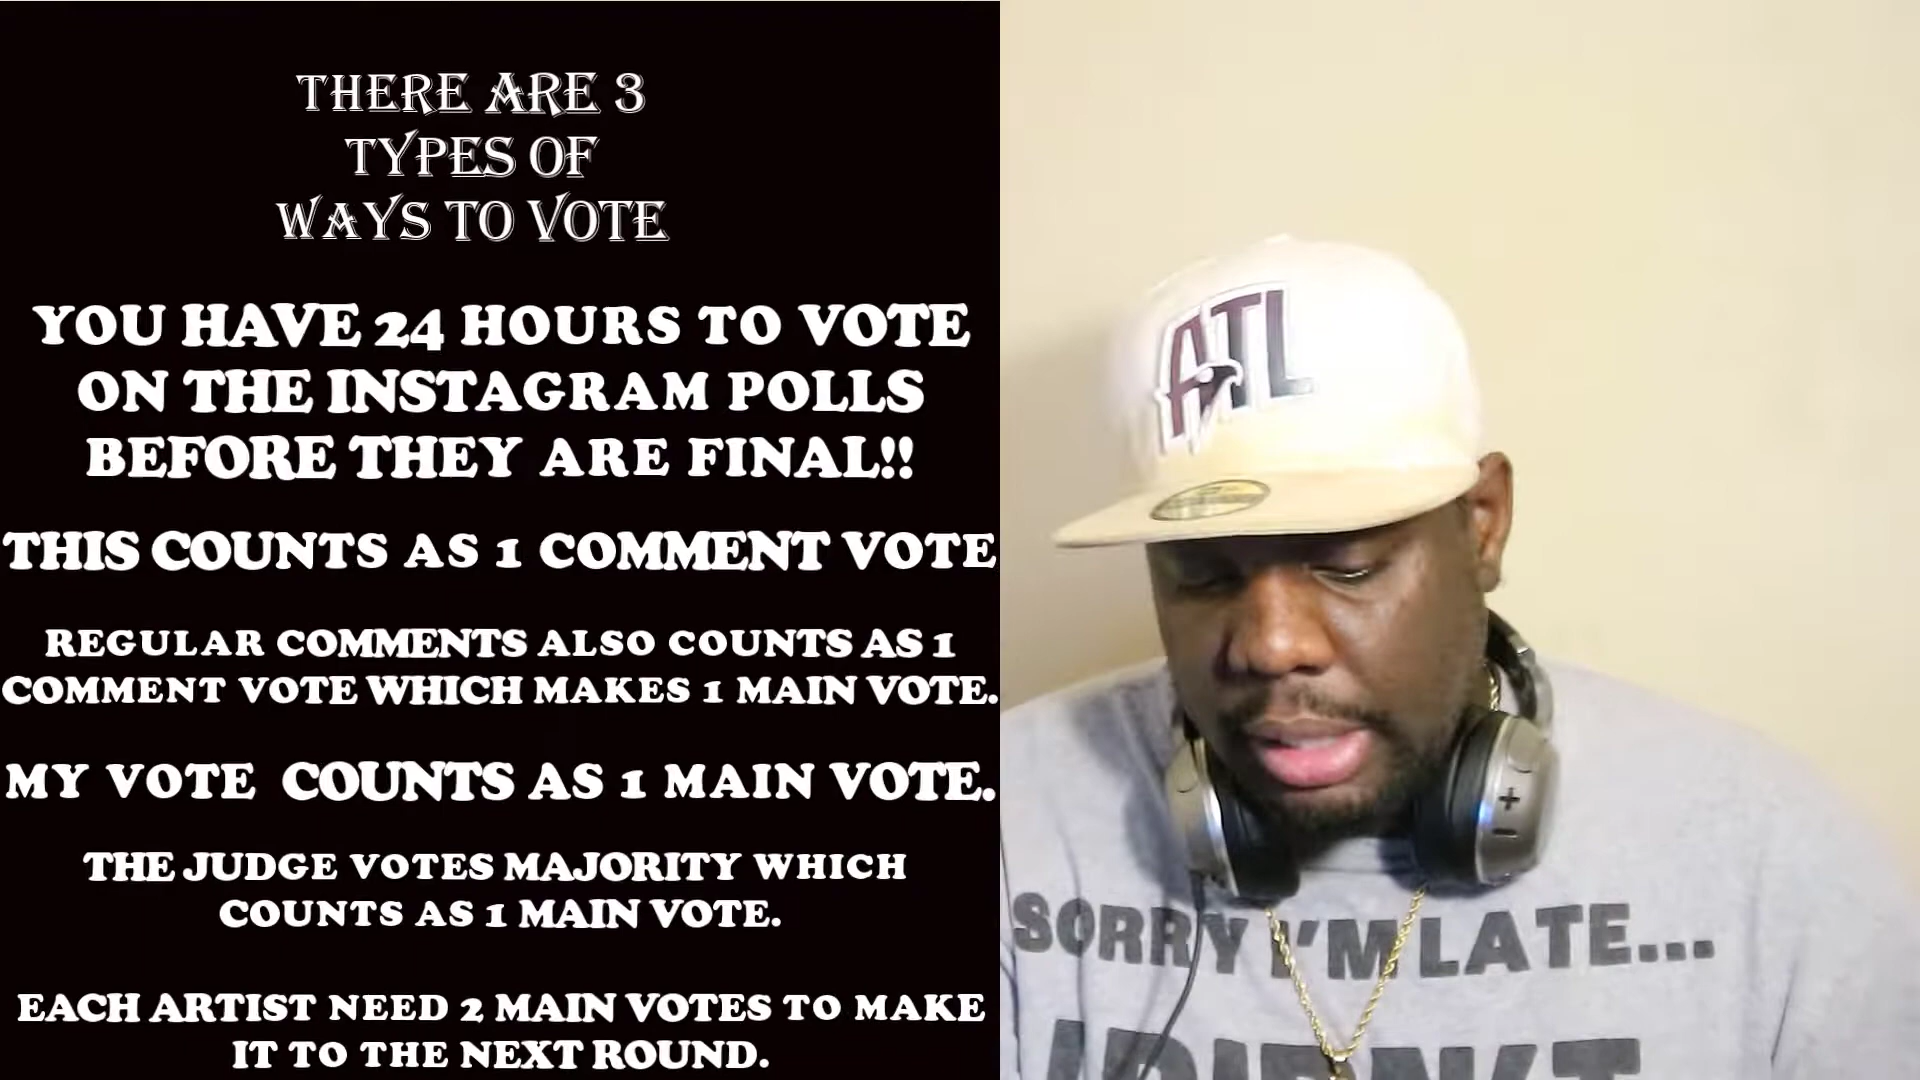 THERE ARE 3
TYPES OF
WAYS TO VOTE
YOU HAVE 24 HOURS TO VOTE
ON THE INSTAGRAM POLLS
BEFORE THEY ARE FINAL!!
THIS COUNTS AS 1 COMMENT VOTE
REGULAR COMMENTS ALSO COUNTS AS 1
COMMENT VOTE WHICH MAKES 1 MAIN VOTE.
MY VOTE COUNTS AS 1 MAIN VOTE.
THE JUDGE VOTES MAJORITY WHICH
COUNTS AS 1 MAIN VOTE.
EACH ARTIST NEED 2 MAIN VOTES TO MAKE
IT TO THE NEXT ROUND.
ATL
SORRY I'M LATE...
I DIDN'T